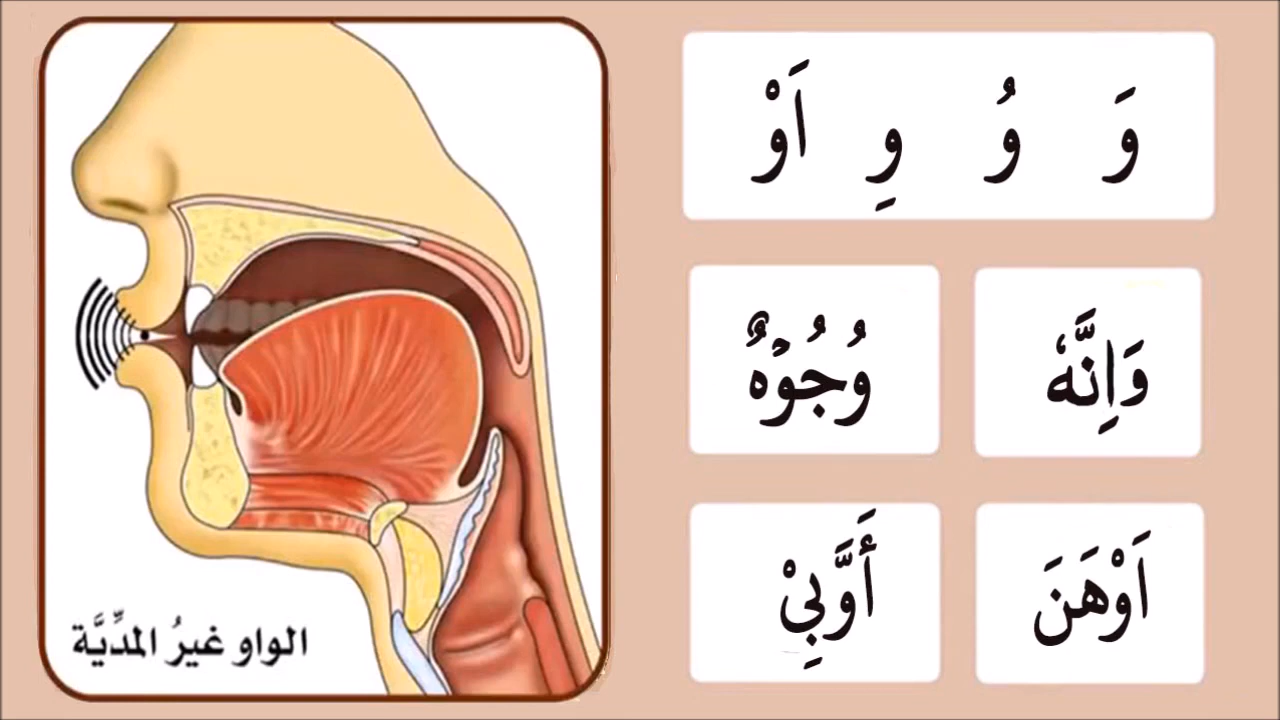 وَ وُ وِ اَوْ
وَاِنَّهٗ وُجُوْهٌ
اَوْهَنَ أَوَّبِيْ
الواو غيرُ المدِّيَّة